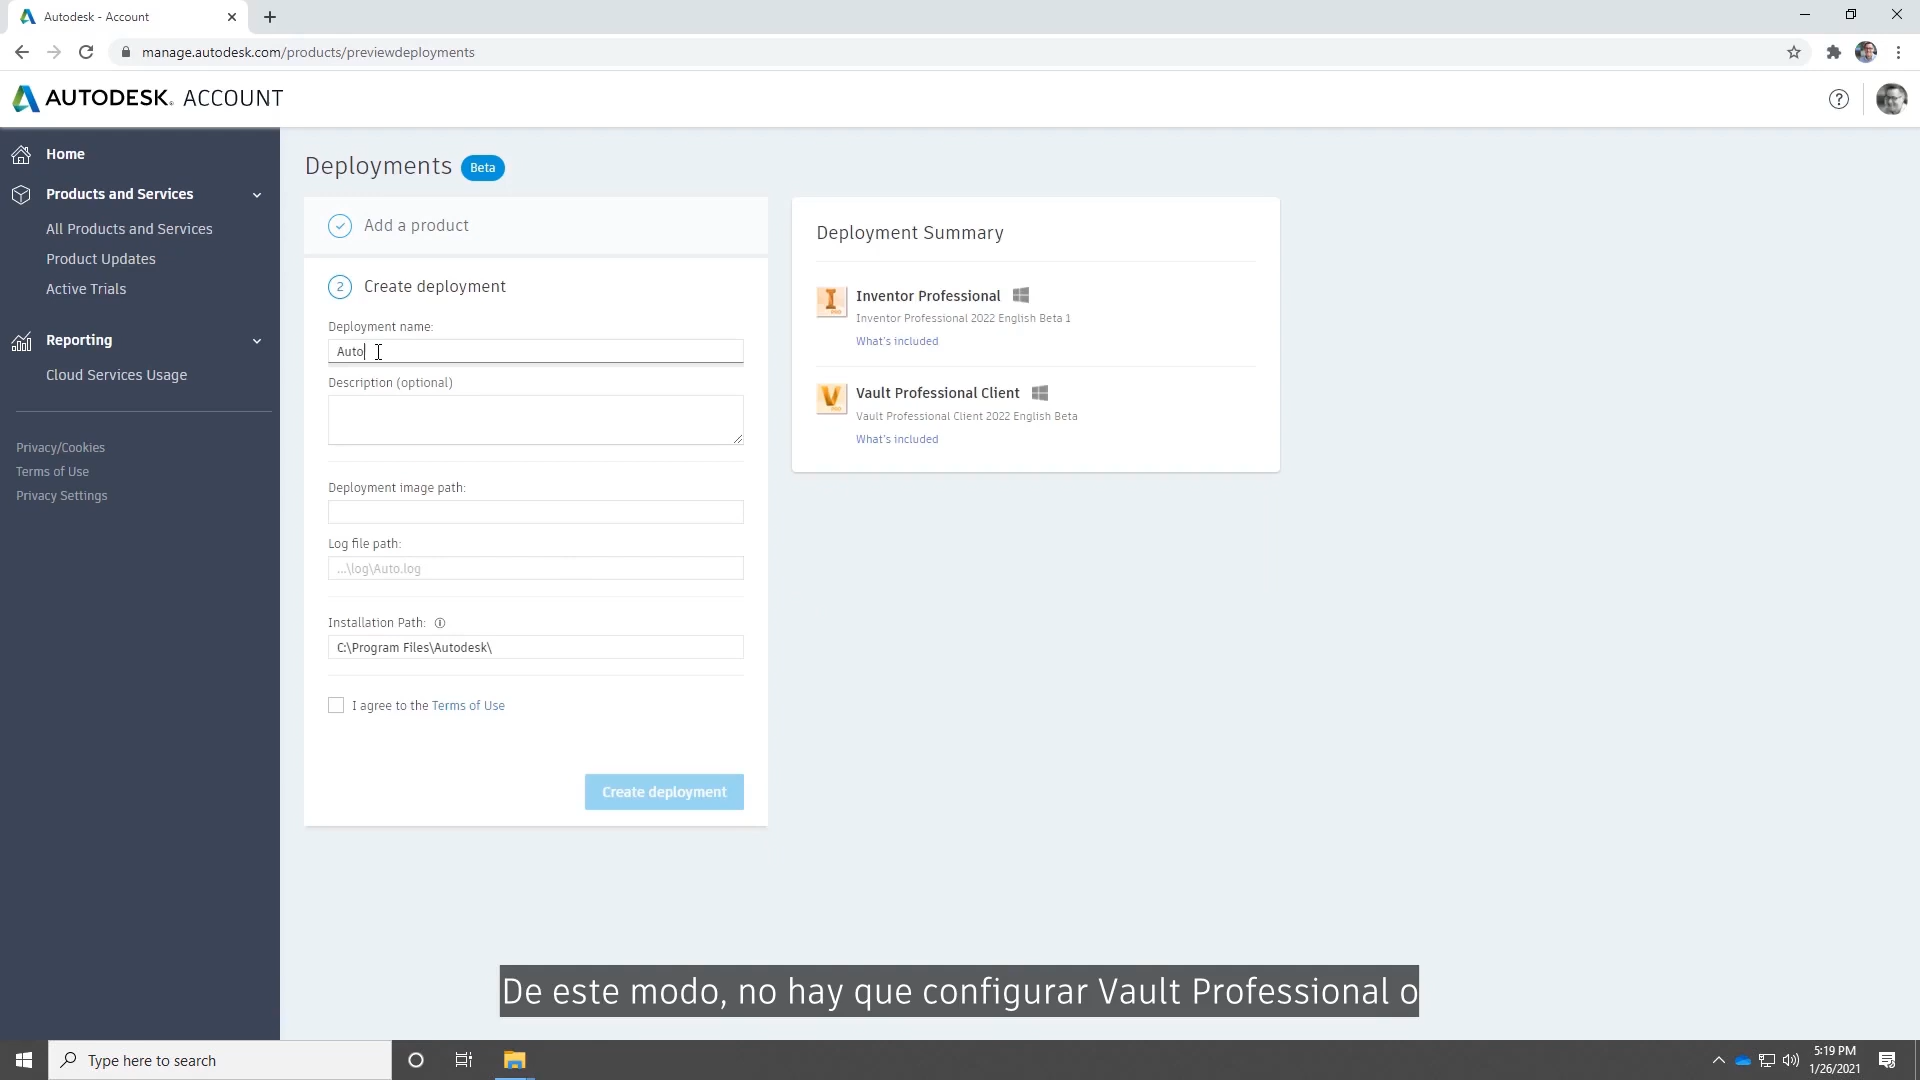 Autodesk - Account
manage.autodesk.com/products/previewdeployments
AUTODESK. ACCOUNT
Home
Products and Services
All Products and Services
Product Updates
Active Trials
Reporting
Cloud Services Usage
Privacy/Cookies
Terms of Use
Privacy Settings
Deployments Beta
Add a product
2 Create deployment
Deployment name:
Auto
Description (optional)
Deployment image path:
Log file path:
...\log\Auto.log
Installation Path:
C:\Program Files\Autodesk\
I agree to the Terms of Use
Create deployment
Deployment Summary
Inventor Professional
Inventor Professional 2022 English Beta 1
What's included
Vault Professional Client
Vault Professional Client 2022 English Beta
What's included
De este modo, no hay que configurar Vault Professional o
Type here to search
5:19 PM
1/26/2021